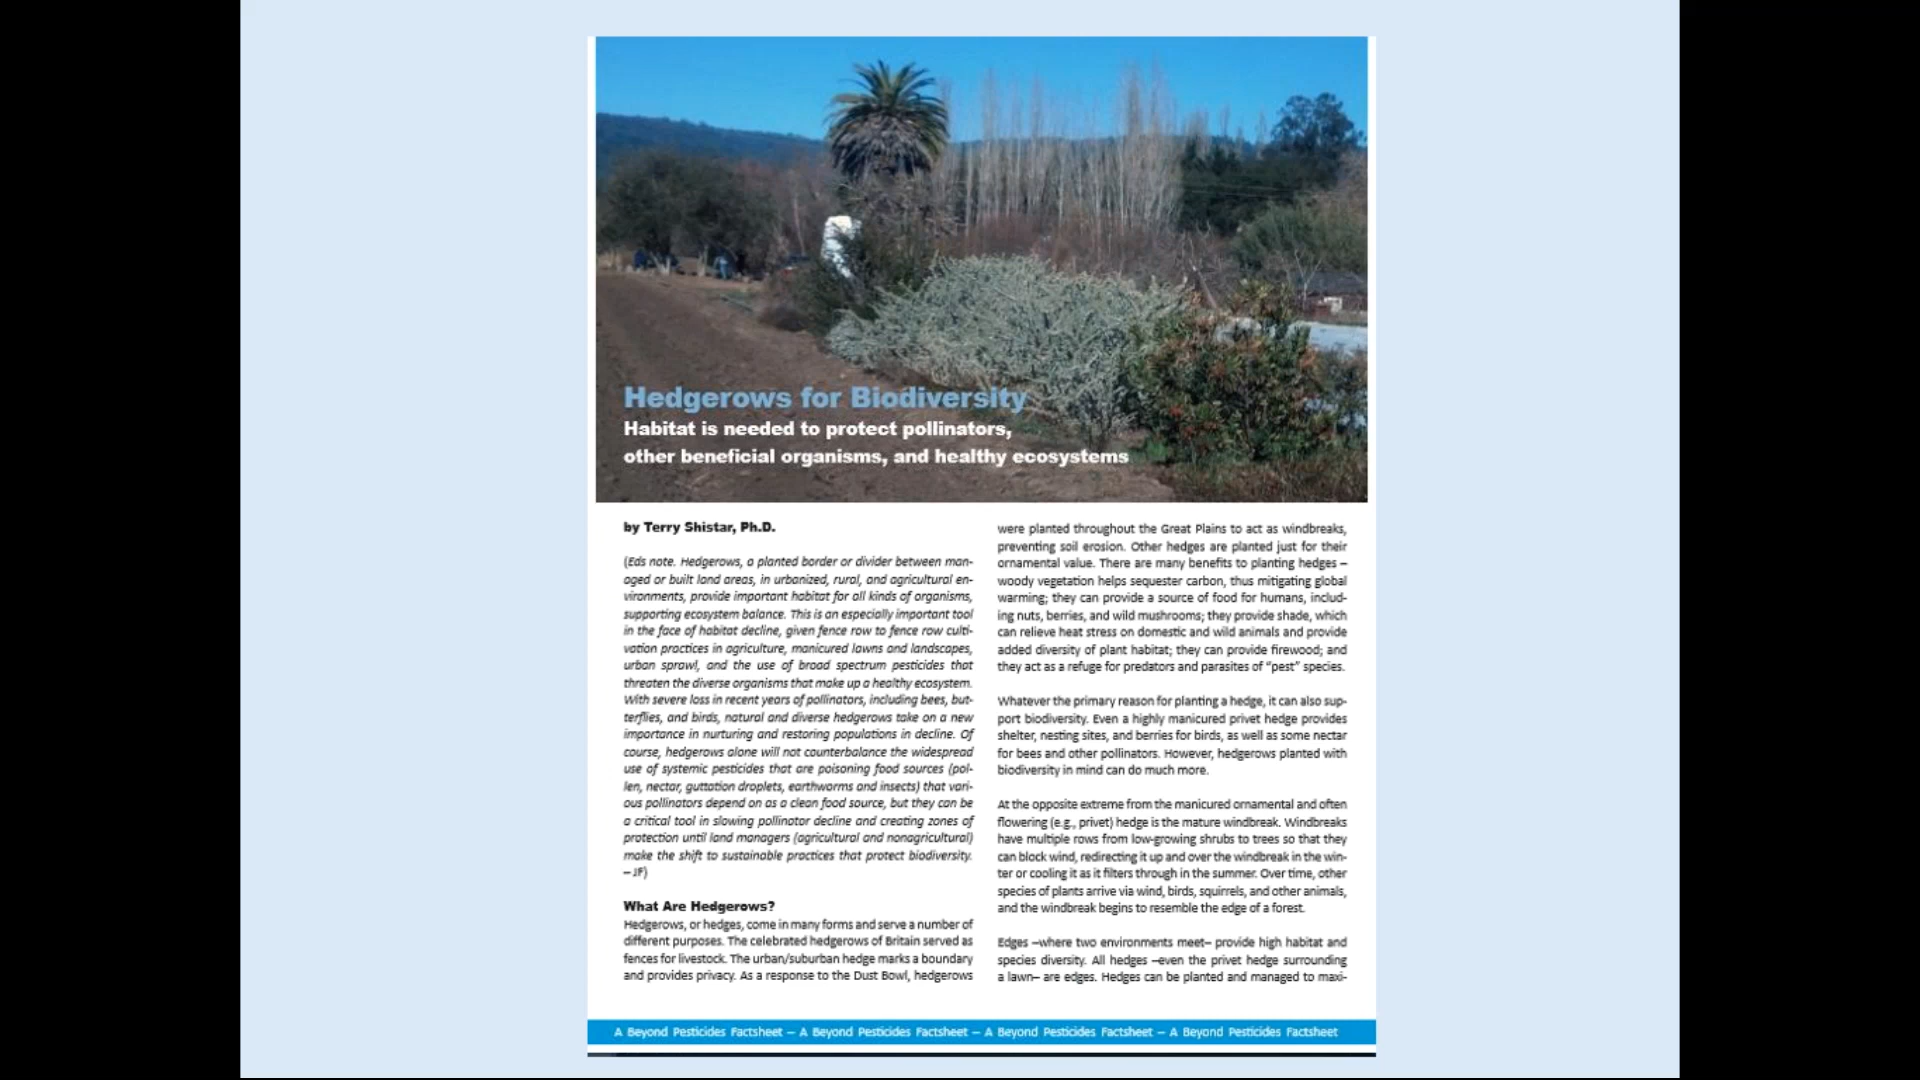 Hedgerows for Biodiversity
Habitat is needed to protect pollinators,
other beneficial organisms, and healthy ecosystems
by Terry Shistar, Ph.D.
(Eds note. Hedgerows, a planted border or divider between man-
aged or built land areas, in urbanized, rural, and agricultural en-
vironments, provide important habitat for all kinds of organisms,
supporting ecosystem balance. This is an especially important tool
in the face of habitat decline, given fence row to fence row culti-
vation practices in agriculture, manicured lawns and landscapes,
urban sprawl, and the use of broad spectrum pesticides that
threaten the diverse organisms that make up a healthy ecosystem.
With severe loss in recent years of pollinators, including bees, but-
terflies, and birds, natural and diverse hedgerows take on a new
importance in nurturing and restoring populations in decline. Of
course, hedgerows alone will not counterbalance the widespread
use of systemic pesticides that are poisoning food sources (pol-
len, nectar, guttation droplets, earthworms and insects) that vari-
ous pollinators depend on as a clean food source, but they can be
a critical tool in slowing pollinator decline and creating zones of
protection until land managers (agricultural and nonagricultural)
make the shift to sustainable practices that protect biodiversity.
– JF)
What Are Hedgerows?
Hedgerows, or hedges, come in many forms and serve a number of
different purposes. The celebrated hedgerows of Britain served as
fences for livestock. The urban/suburban hedge marks a boundary
and provides privacy. As a response to the Dust Bowl, hedgerows
were planted throughout the Great Plains to act as windbreaks,
preventing soil erosion. Other hedges are planted just for their
ornamental value. There are many benefits to planting hedges –
woody vegetation helps sequester carbon, thus mitigating global
warming; they can provide a source of food for humans, includ-
ing nuts, berries, and wild mushrooms; they provide shade, which
can relieve heat stress on domestic and wild animals and provide
added diversity of plant habitat; they can provide firewood; and
they act as a refuge for predators and parasites of “pest” species.
Whatever the primary reason for planting a hedge, it can also sup-
port biodiversity. Even a highly manicured privet hedge provides
shelter, nesting sites, and berries for birds, as well as some nectar
for bees and other pollinators. However, hedgerows planted with
biodiversity in mind can do much more.
At the opposite extreme from the manicured ornamental and often
flowering (e.g., privet) hedge is the mature windbreak. Windbreaks
have multiple rows from low-growing shrubs to trees so that they
can block wind, redirecting it up and over the windbreak in the win-
ter or cooling it as it filters through in the summer. Over time, other
species of plants arrive via wind, birds, squirrels, and other animals,
and the windbreak begins to resemble the edge of a forest.
Edges –where two environments meet– provide high habitat and
species diversity. All hedges –even the privet hedge surrounding
a lawn– are edges. Hedges can be planted and managed to maxi-
A Beyond Pesticides Factsheet – A Beyond Pesticides Factsheet – A Beyond Pesticides Factsheet – A Beyond Pesticides Factsheet